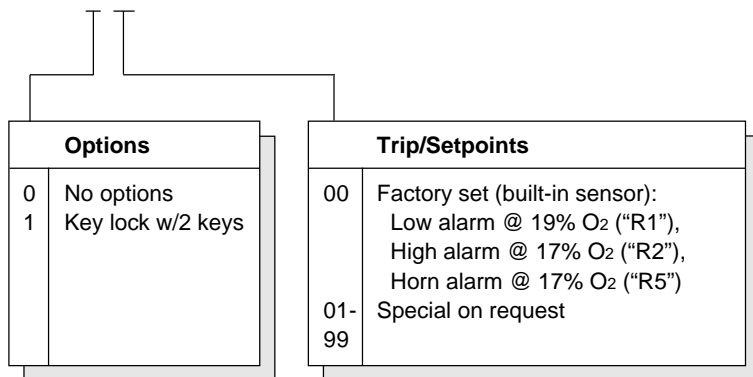 Options
0 No options
1 Key lock w/2 keys
Trip/Setpoints
00 Factory set (built-in sensor):
Low alarm @ 19% O2 (“R1”),
High alarm @ 17% O2 (“R2”),
Horn alarm @ 17% O2 (“R5”)
01- Special on request
99